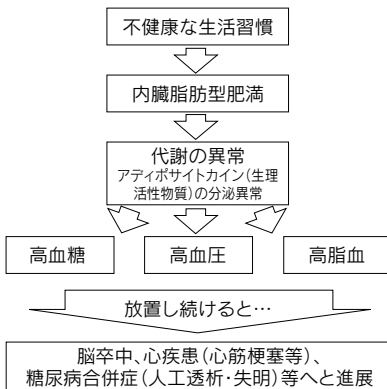 不健康な生活習慣
内臓脂肪型肥満
代謝の異常
アディポサイトカイン（生理
活性物質）の分泌異常
高血糖
高血圧
高脂血
放置し続けると…
脳卒中、心疾患（心筋梗塞等）、
糖尿病合併症（人工透析・失明）等へと進展